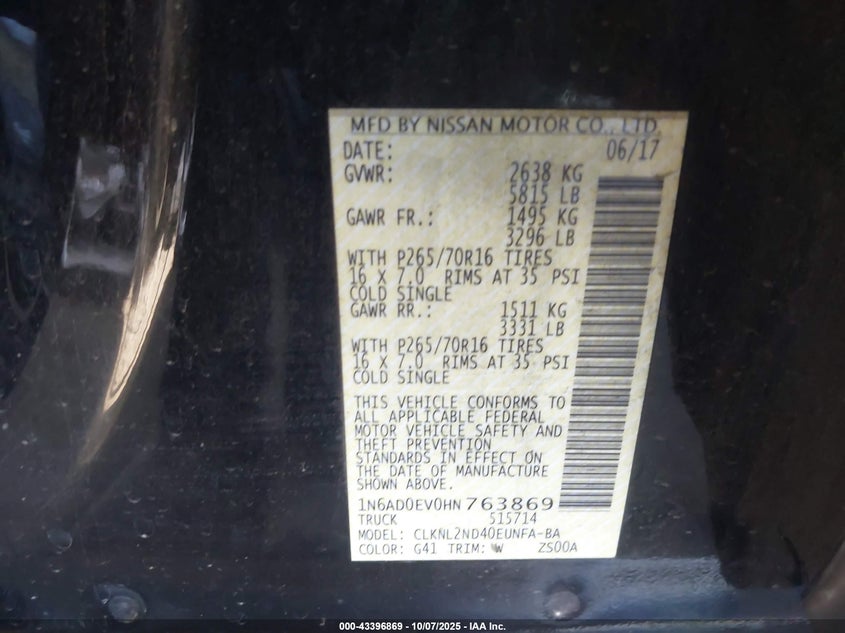 MFD BY NISSAN MOTOR CO., LTD.
DATE: 06/17
GVWR: 2638 KG
5815 LB
GAWR FR.: 1495 KG
3296 LB
WITH P265/70R16 TIRES
16 X 7.0 RIMS AT 35 PSI
COLD SINGLE
GAWR RR.: 1511 KG
3331 LB
WITH P265/70R16 TIRES
16 X 7.0 RIMS AT 35 PSI
COLD SINGLE
THIS VEHICLE CONFORMS TO
ALL APPLICABLE FEDERAL
MOTOR VEHICLE SAFETY AND
THEFT PREVENTION
STANDARDS IN EFFECT ON
THE DATE OF MANUFACTURE
SHOWN ABOVE.
1N6AD0EV0HN763869
TRUCK 515714
MODEL: CLKNL2ND40EUNFA-BA
COLOR: G41 TRIM: W ZS00A
000-43396869 - 10/07/2025 - IAA Inc.